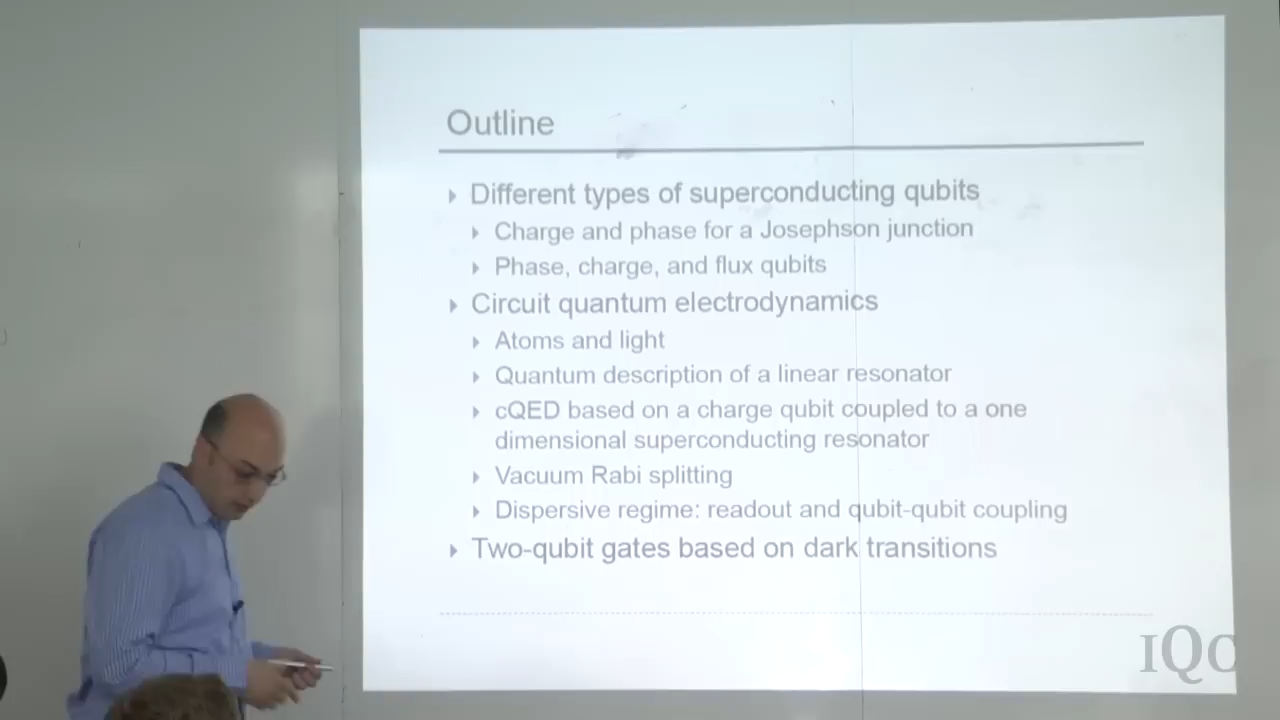 Outline
Different types of superconducting qubits
Charge and phase for a Josephson junction
Phase, charge, and flux qubits
Circuit quantum electrodynamics
Atoms and light
Quantum description of a linear resonator
cQED based on a charge qubit coupled to a one
dimensional superconducting resonator
Vacuum Rabi splitting
Dispersive regime: readout and qubit-qubit coupling
Two-qubit gates based on dark transitions
IQC